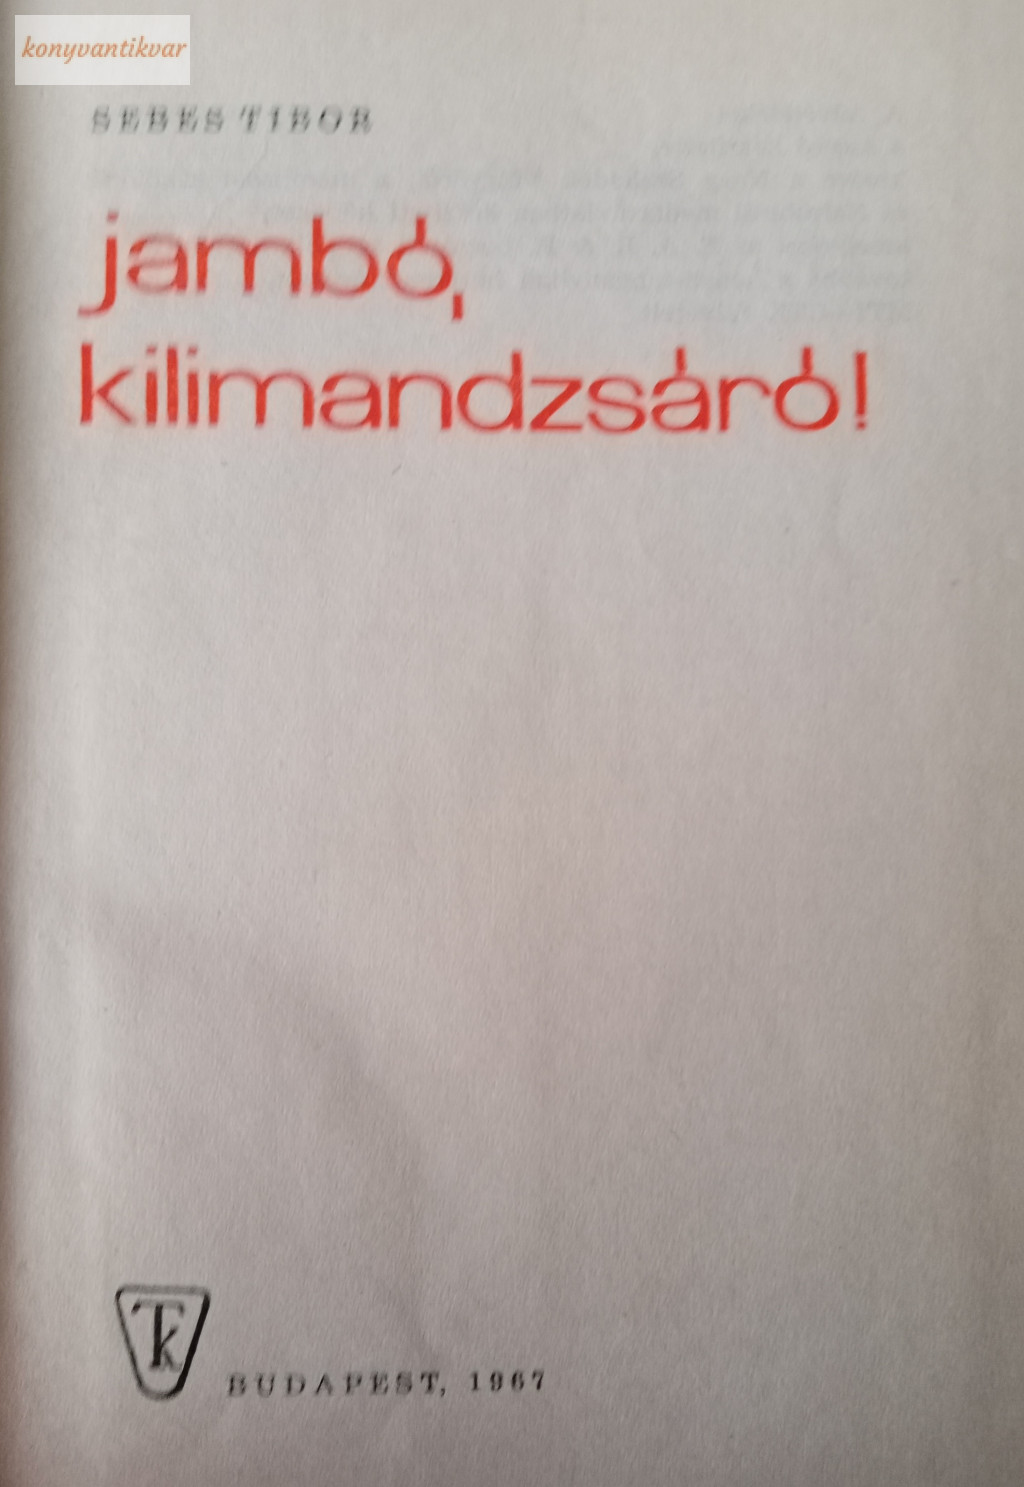 konyvantikvar
SEBES TIBOR
jambó,
kilimandzsáró!
Tk
BUDAPEST, 1967